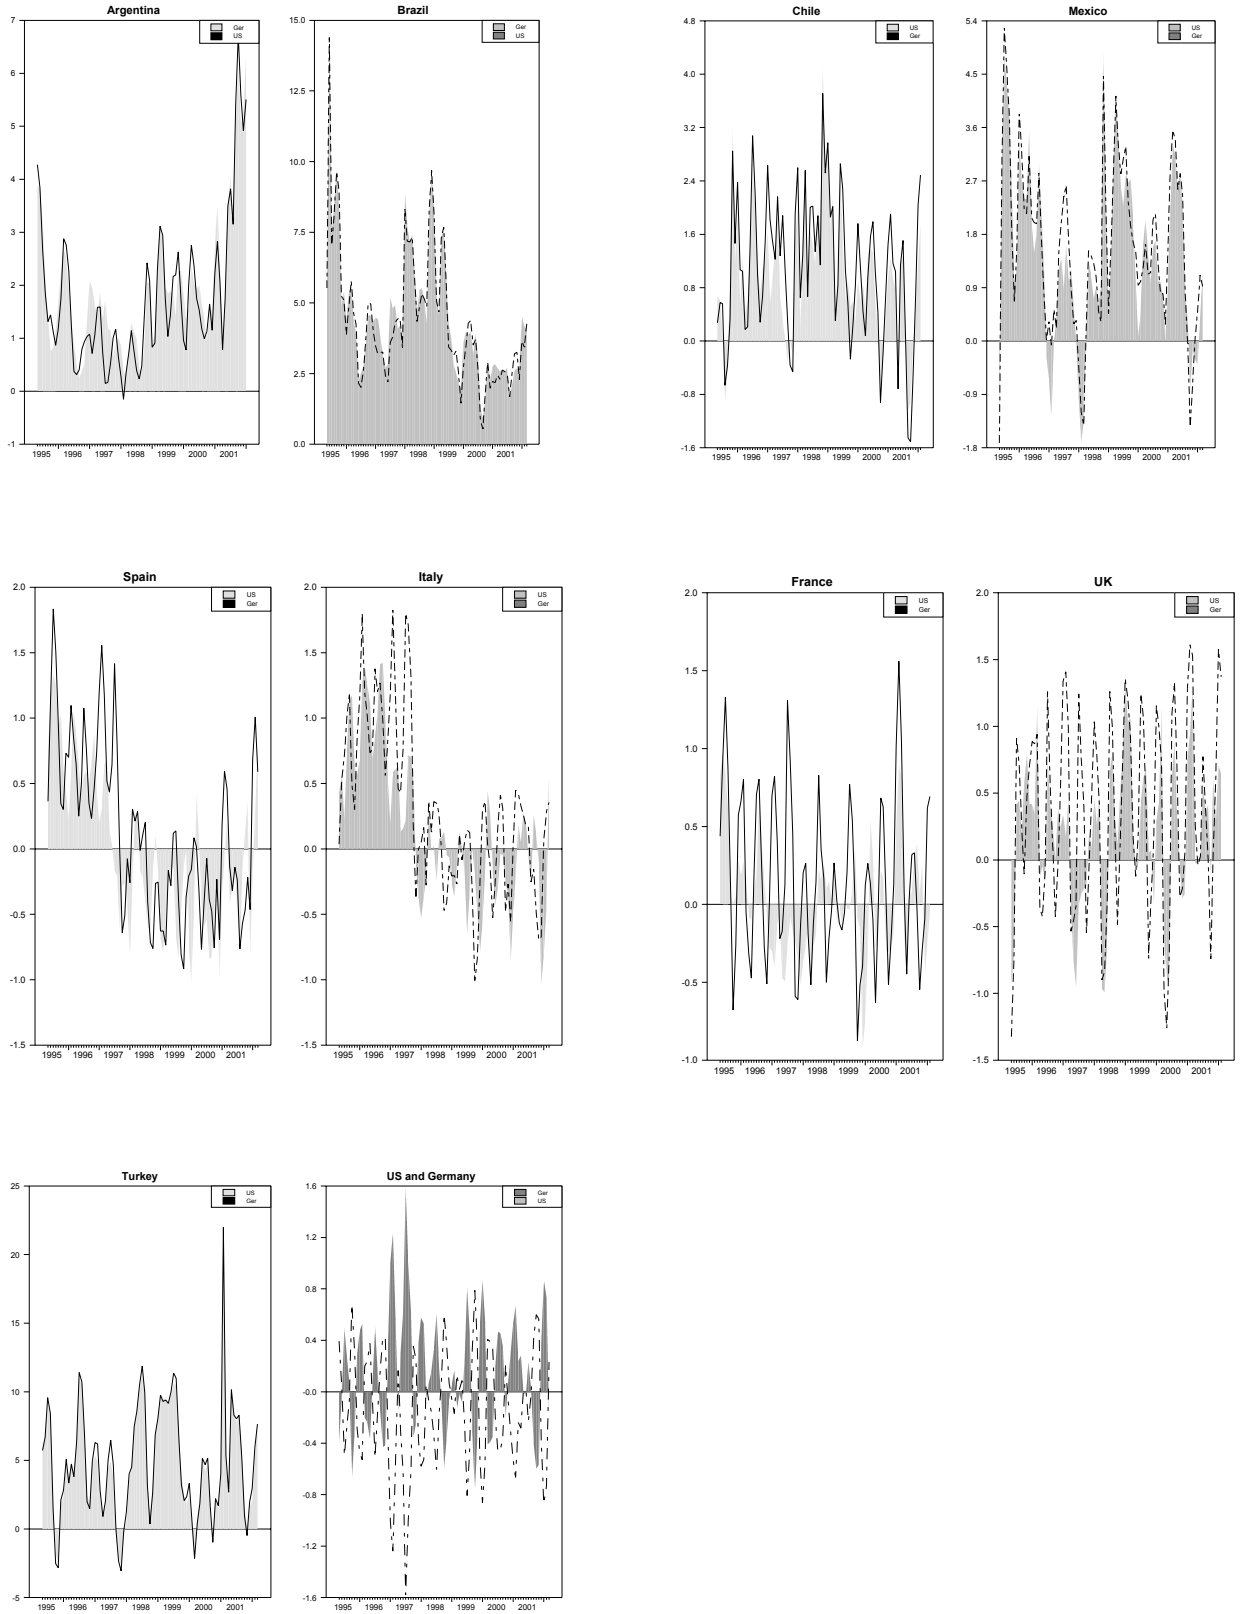 Argentina
7
6
5
4
3
2
1
0
-1
Ger
US
1995 1996 1997 1998 1999 2000 2001
Brazil
15.0
12.5
10.0
7.5
5.0
2.5
0.0
Ger
US
1995 1996 1997 1998 1999 2000 2001
Chile
4.8
4.0
3.2
2.4
1.6
0.8
0.0
-0.8
-1.6
US
Ger
1995 1996 1997 1998 1999 2000 2001
Mexico
5.4
4.5
3.6
2.7
1.8
0.9
0.0
-0.9
-1.8
US
Ger
1995 1996 1997 1998 1999 2000 2001
Spain
2.0
1.5
1.0
0.5
0.0
-0.5
-1.0
-1.5
US
Ger
1995 1996 1997 1998 1999 2000 2001
Italy
2.0
1.5
1.0
0.5
0.0
-0.5
-1.0
-1.5
US
Ger
1995 1996 1997 1998 1999 2000 2001
France
2.0
1.5
1.0
0.5
0.0
-0.5
-1.0
US
Ger
1995 1996 1997 1998 1999 2000 2001
UK
2.0
1.5
1.0
0.5
0.0
-0.5
-1.0
-1.5
US
Ger
1995 1996 1997 1998 1999 2000 2001
Turkey
25
20
15
10
5
0
-5
US
Ger
1995 1996 1997 1998 1999 2000 2001
US and Germany
1.6
1.2
0.8
0.4
-0.0
-0.4
-0.8
-1.2
-1.6
Ger
US
1995 1996 1997 1998 1999 2000 2001